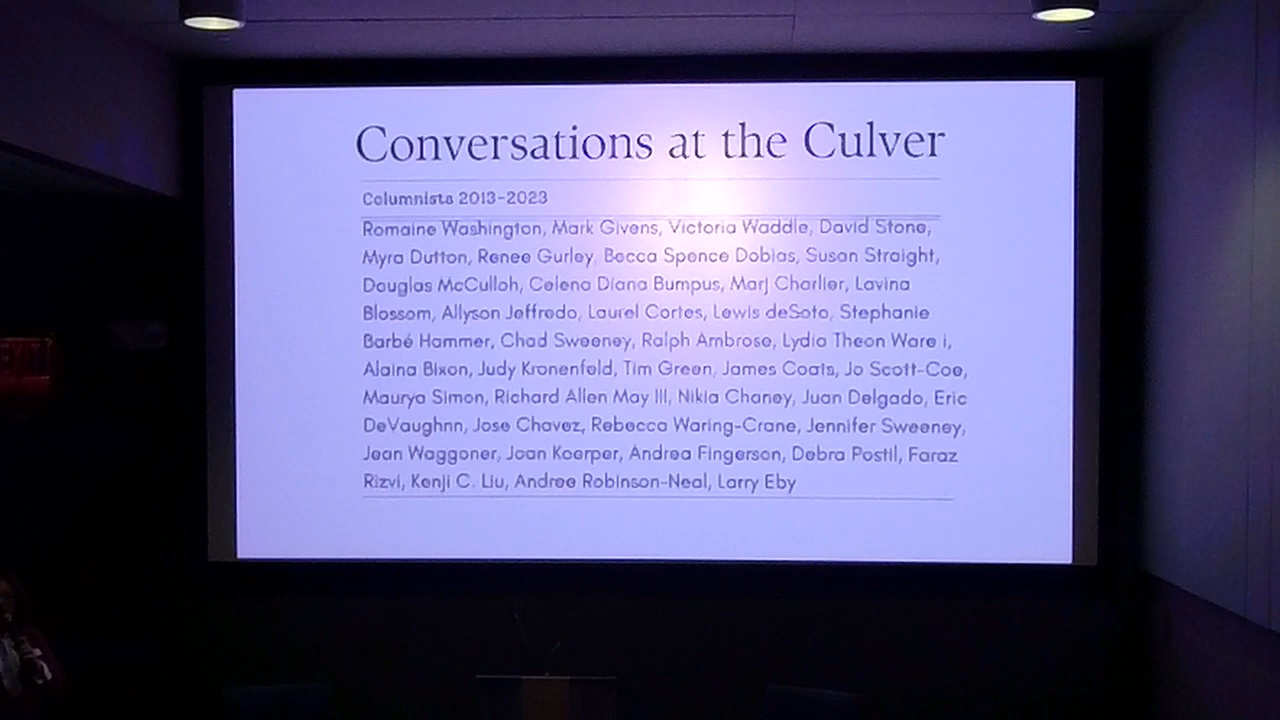 Conversations at the Culver
Columnists 2013-2023
Romaine Washington, Mark Givens, Victoria Waddle, David Stone,
Myra Dutton, Renee Gurley, Becca Spence Dobias, Susan Straight,
Douglas McCulloh, Celena Diana Bumpus, Marj Charlier, Lavina
Blossom, Allyson Jeffredo, Laurel Cortes, Lewis deSoto, Stephanie
Barbé Hammer, Chad Sweeney, Ralph Ambrose, Lydia Theon Ware i,
Alaina Bixon, Judy Kronenfeld, Tim Green, James Coats, Jo Scott-Coe,
Maurya Simon, Richard Allen May III, Nikia Chaney, Juan Delgado, Eric
DeVaughnn, Jose Chavez, Rebecca Waring-Crane, Jennifer Sweeney,
Jean Waggoner, Joan Koerper, Andrea Fingerson, Debra Postil, Faraz
Rizvi, Kenji C. Liu, Andree Robinson-Neal, Larry Eby